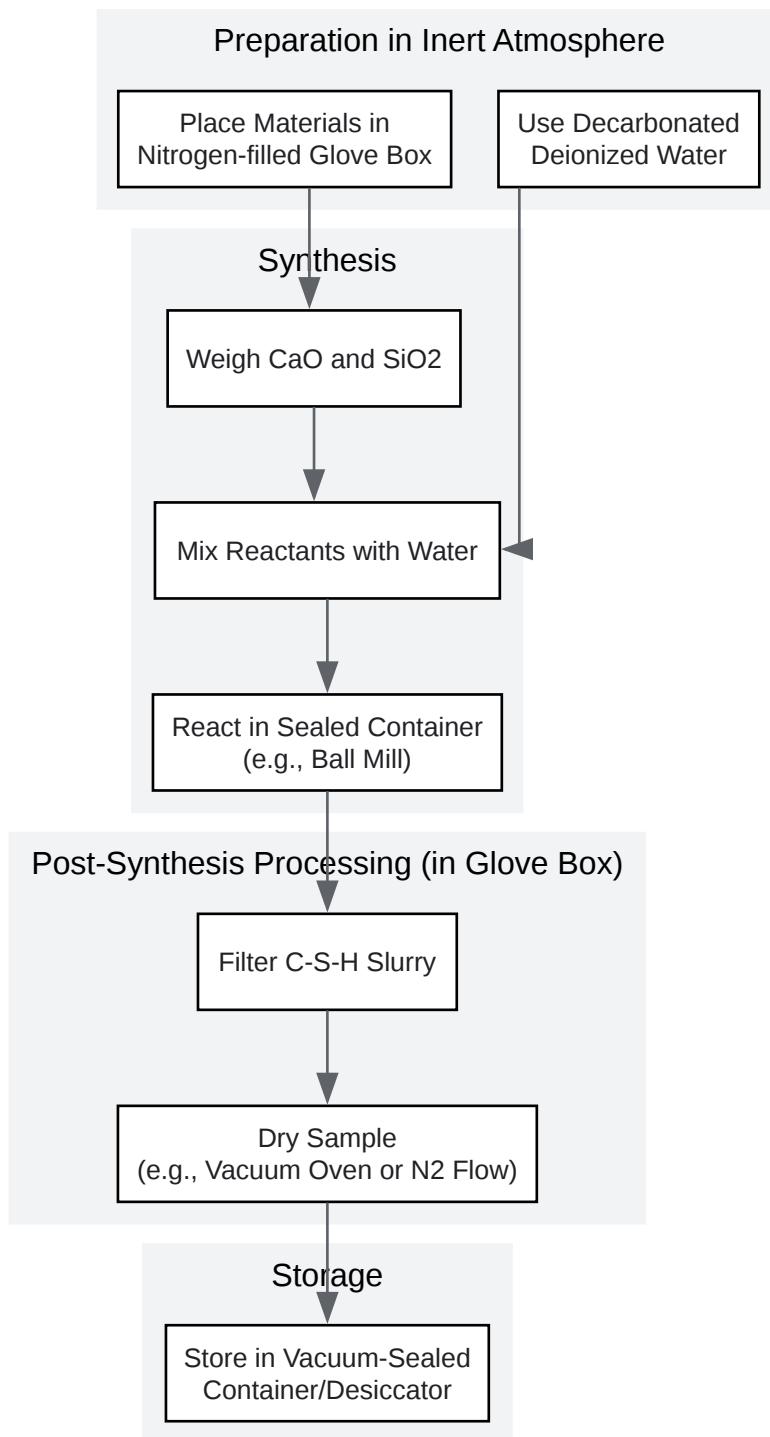 Preparation in Inert Atmosphere
Place Materials in
Nitrogen-filled Glove Box
Use Decarbonated
Deionized Water
Synthesis
Weigh CaO and SiO2
Mix Reactants with Water
React in Sealed Container
(e.g., Ball Mill)
Post-Synthesis Processing (in Glove Box)
Filter C-S-H Slurry
Dry Sample
(e.g., Vacuum Oven or N2 Flow)
Storage
Store in Vacuum-Sealed
Container/Desiccator